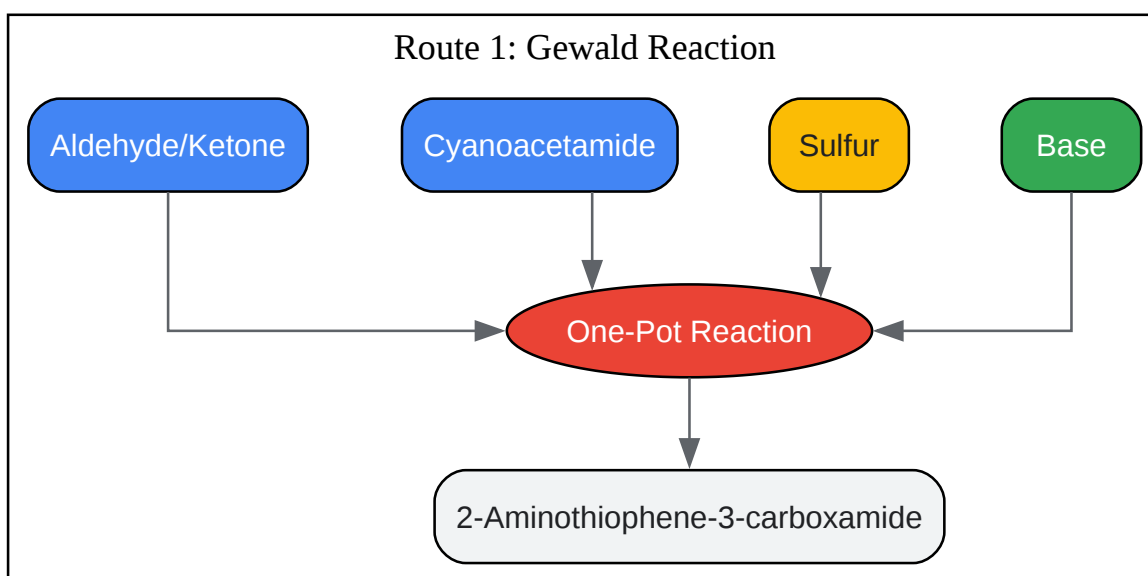 Route 1: Gewald Reaction
Aldehyde/Ketone
Cyanoacetamide
Sulfur
Base
One-Pot Reaction
2-Aminothiophene-3-carboxamide